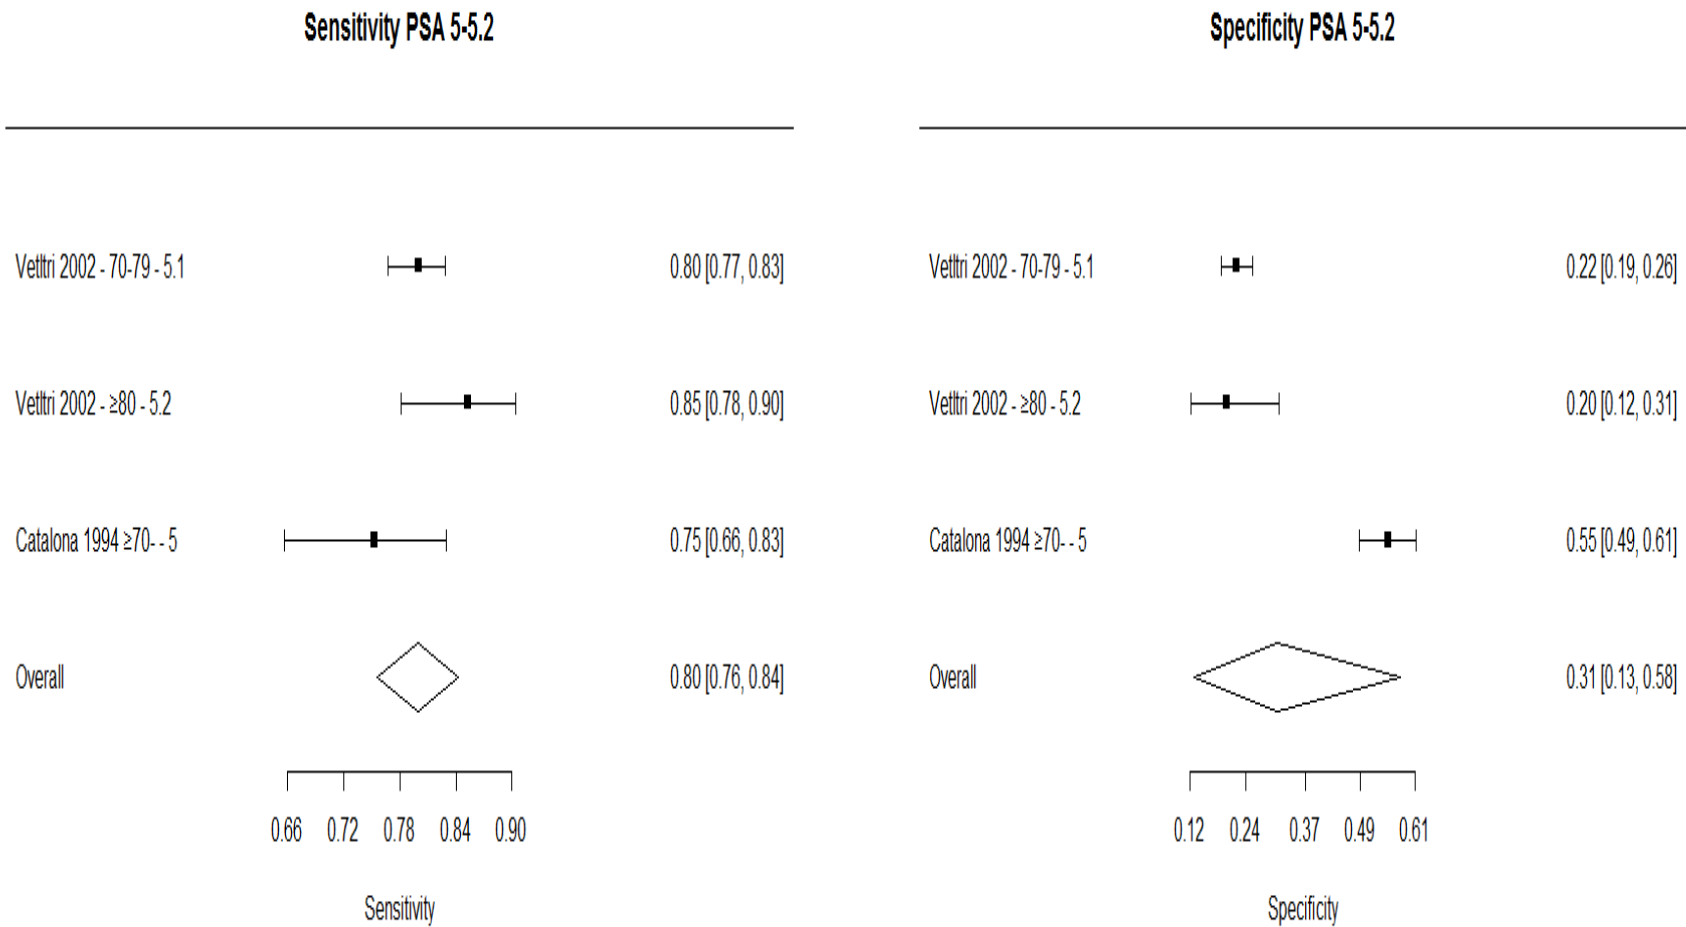 Sensitivity PSA 5-5.2
Vetltri 2002 - 70-79 - 5.1 0.80 [0.77, 0.83]
Vetltri 2002 - ≥80 - 5.2 0.85 [0.78, 0.90]
Catalona 1994 ≥70- - 5 0.75 [0.66, 0.83]
Overall 0.80 [0.76, 0.84]
0.66 0.72 0.78 0.84 0.90
Sensitivity
Specificity PSA 5-5.2
Vetltri 2002 - 70-79 - 5.1 0.22 [0.19, 0.26]
Vetltri 2002 - ≥80 - 5.2 0.20 [0.12, 0.31]
Catalona 1994 ≥70- - 5 0.55 [0.49, 0.61]
Overall 0.31 [0.13, 0.58]
0.12 0.24 0.37 0.49 0.61
Specificity